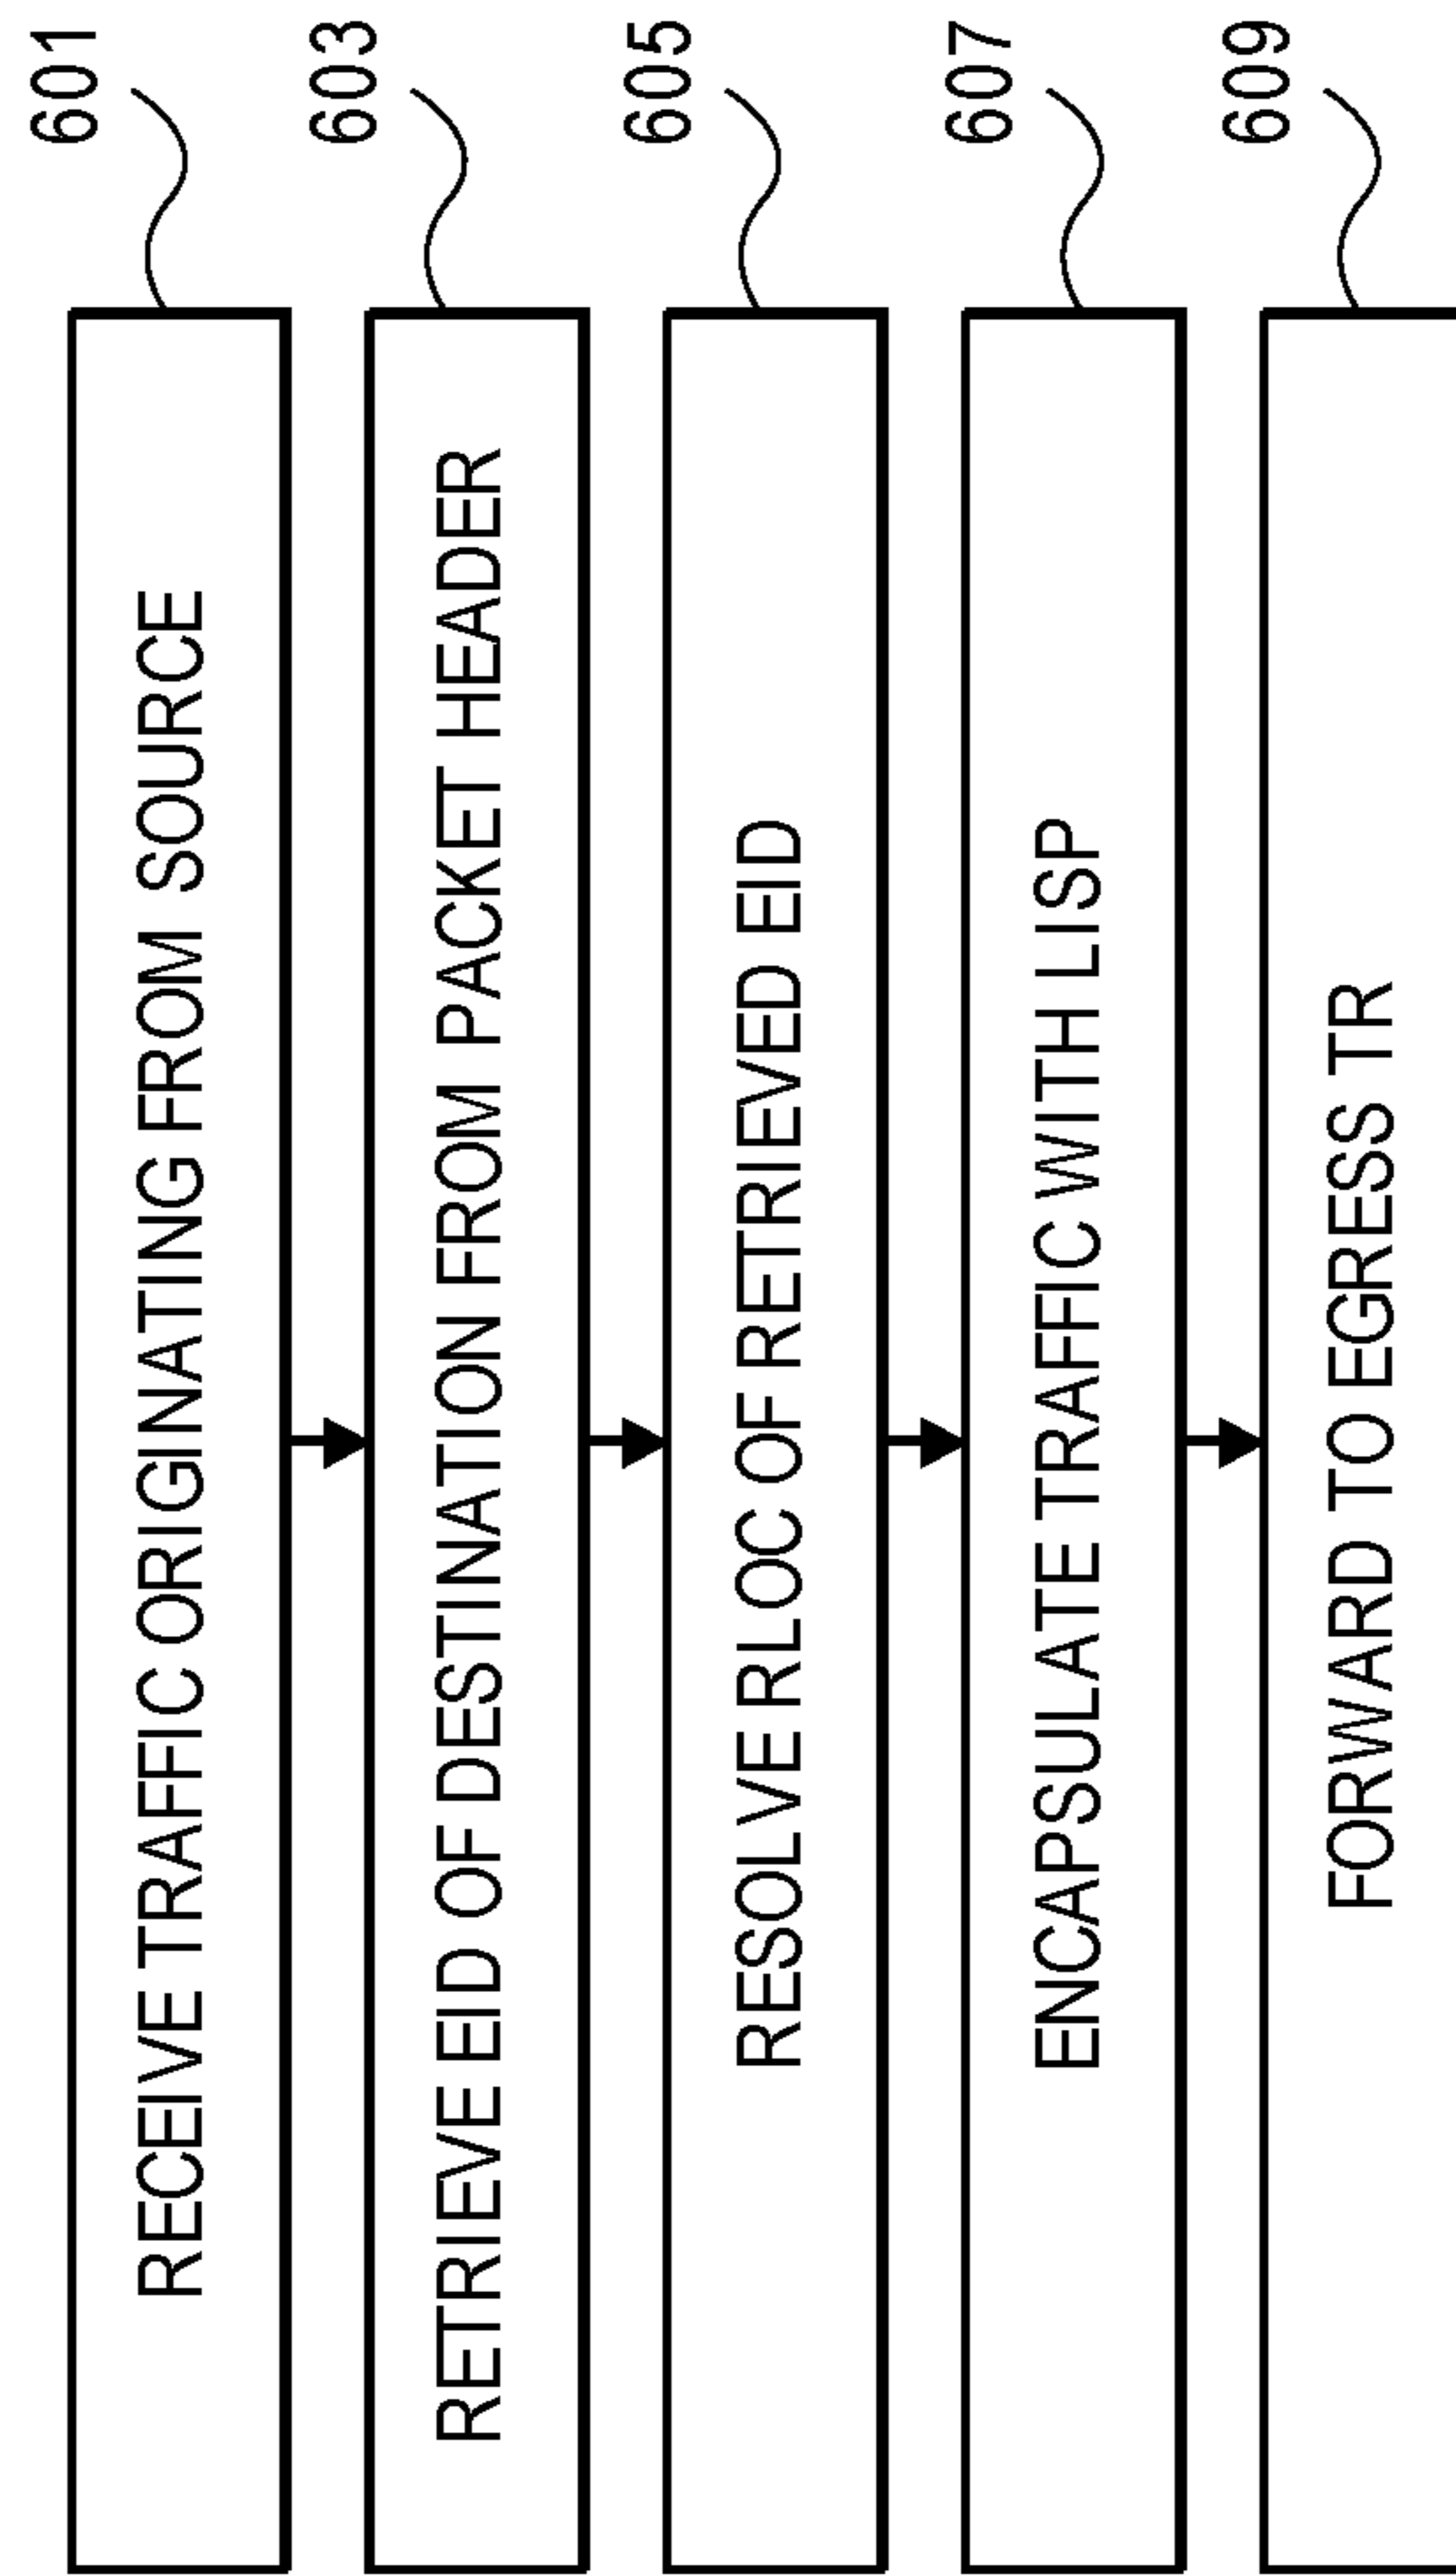 601
RECEIVE TRAFFIC ORIGINATING FROM SOURCE
603
RETRIEVE EID OF DESTINATION FROM PACKET HEADER
605
RESOLVE RLOC OF RETRIEVED EID
607
ENCAPSULATE TRAFFIC WITH LISP
609
FORWARD TO EGRESS TR